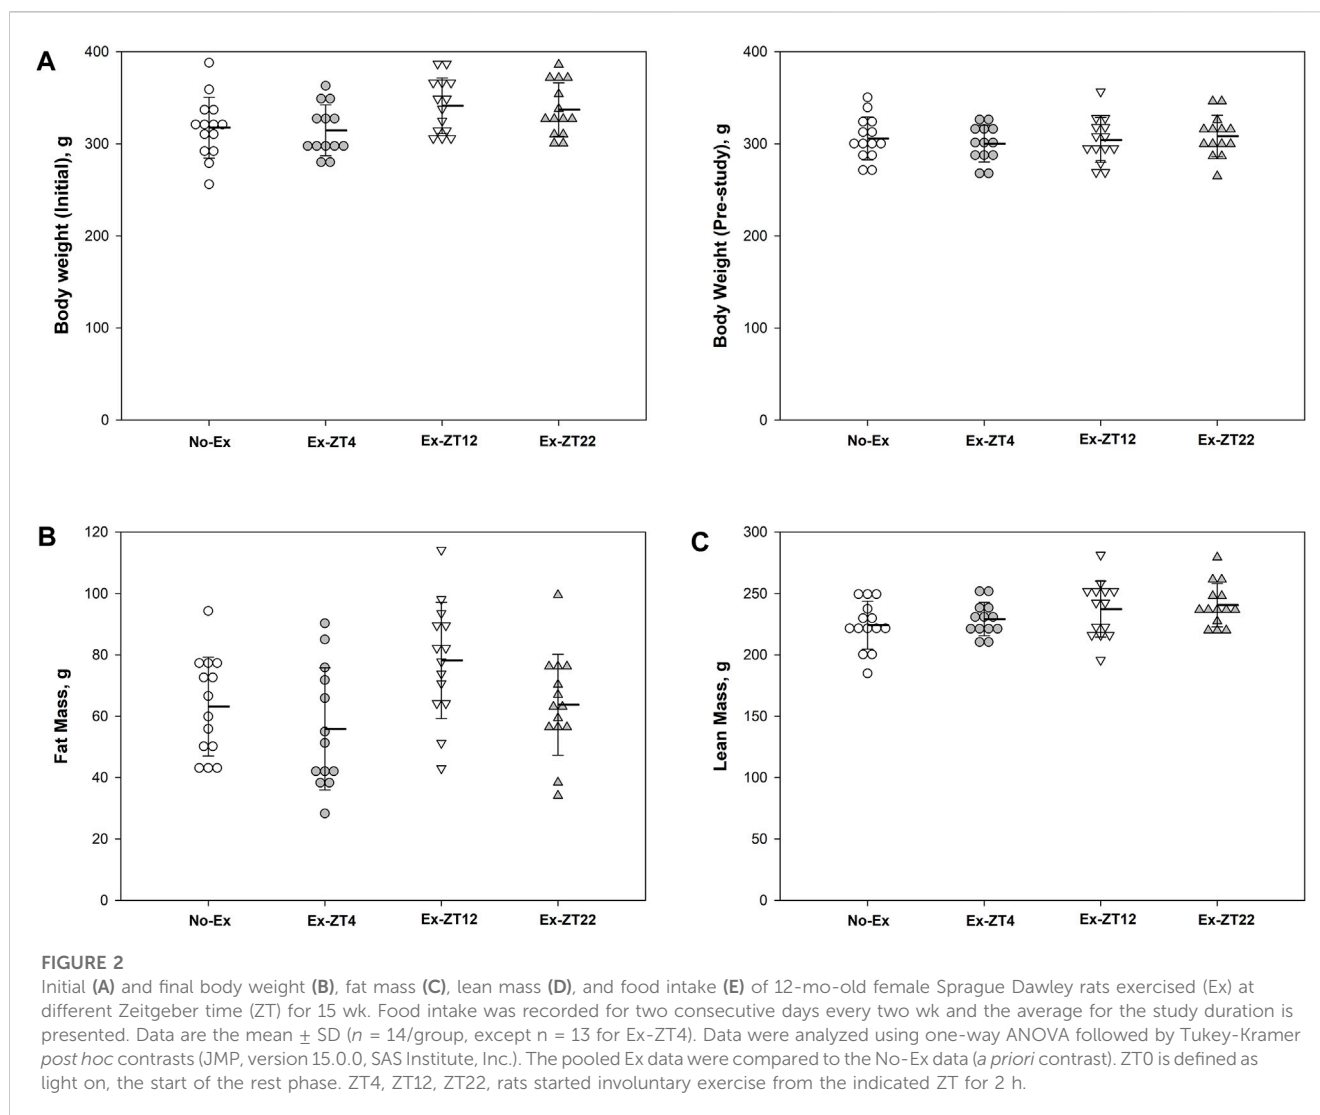 A
400
300
200
100
0
Body weight (Initial), g
No-Ex
Ex-ZT4
Ex-ZT12
Ex-ZT22
400
300
200
100
0
Body Weight (Pre-study), g
No-Ex
Ex-ZT4
Ex-ZT12
Ex-ZT22
B
120
100
80
60
40
20
0
Fat Mass, g
No-Ex
Ex-ZT4
Ex-ZT12
Ex-ZT22
C
300
250
200
150
100
50
0
Lean Mass, g
No-Ex
Ex-ZT4
Ex-ZT12
Ex-ZT22
FIGURE 2
Initial (A) and final body weight (B), fat mass (C), lean mass (D), and food intake (E) of 12-mo-old female Sprague Dawley rats exercised (Ex) at
different Zeitgeber time (ZT) for 15 wk. Food intake was recorded for two consecutive days every two wk and the average for the study duration is
presented. Data are the mean ± SD (n = 14/group, except n = 13 for Ex-ZT4). Data were analyzed using one-way ANOVA followed by Tukey-Kramer
post hoc contrasts (JMP, version 15.0.0, SAS Institute, Inc.). The pooled Ex data were compared to the No-Ex data (a priori contrast). ZT0 is defined as
light on, the start of the rest phase. ZT4, ZT12, ZT22, rats started involuntary exercise from the indicated ZT for 2 h.